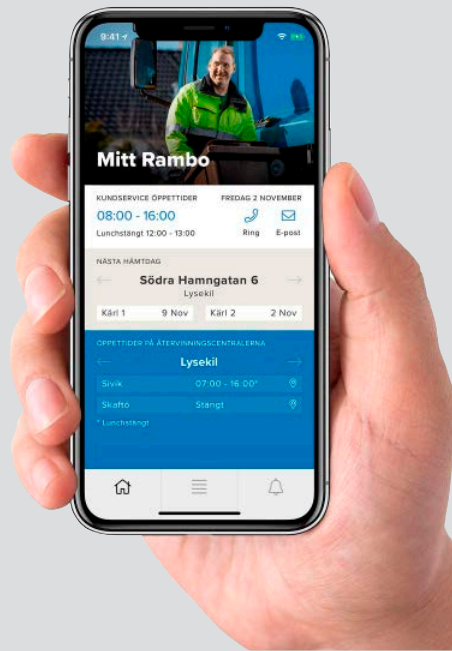 9:41
Mitt Rambo
KUNDSERVICE ÖPPETTIDER FREDAG 2 NOVEMBER
08:00 - 16:00
Lunchstängt 12:00 - 13:00 Ring E-post
NÄSTA HÄMTDAG
Södra Hamngatan 6
Lysekil
Kärl 1 9 Nov Kärl 2 2 Nov
ÖPPETTIDER PÅ ÅTERVINNINGSCENTRALERNA
Lysekil
Sivik 07:00 - 16:00*
Skaftö Stängt
* Lunchstängt